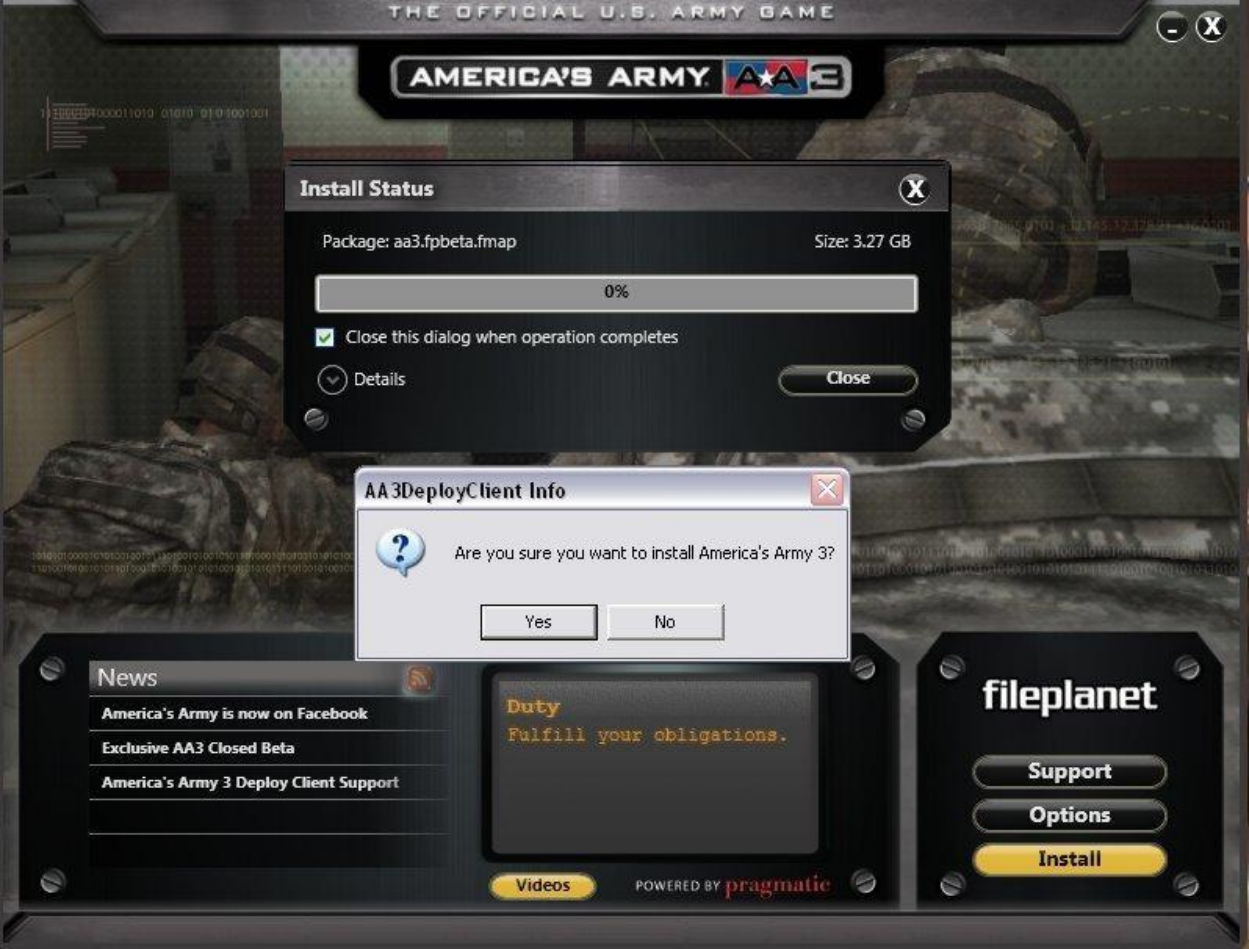 THE OFFICIAL U.S. ARMY GAME
AMERICA'S ARMY AA3
Install Status
Package: aa3.fpbeta.fmap Size: 3.27 GB
0%
Close this dialog when operation completes
Details
Close
AA3DeployClient Info
Are you sure you want to install America's Army 3?
Yes No
News
America's Army is now on Facebook
Exclusive AA3 Closed Beta
America's Army 3 Deploy Client Support
Duty
Fulfill your obligations.
Videos
POWERED BY pragmatic
fileplanet
Support
Options
Install